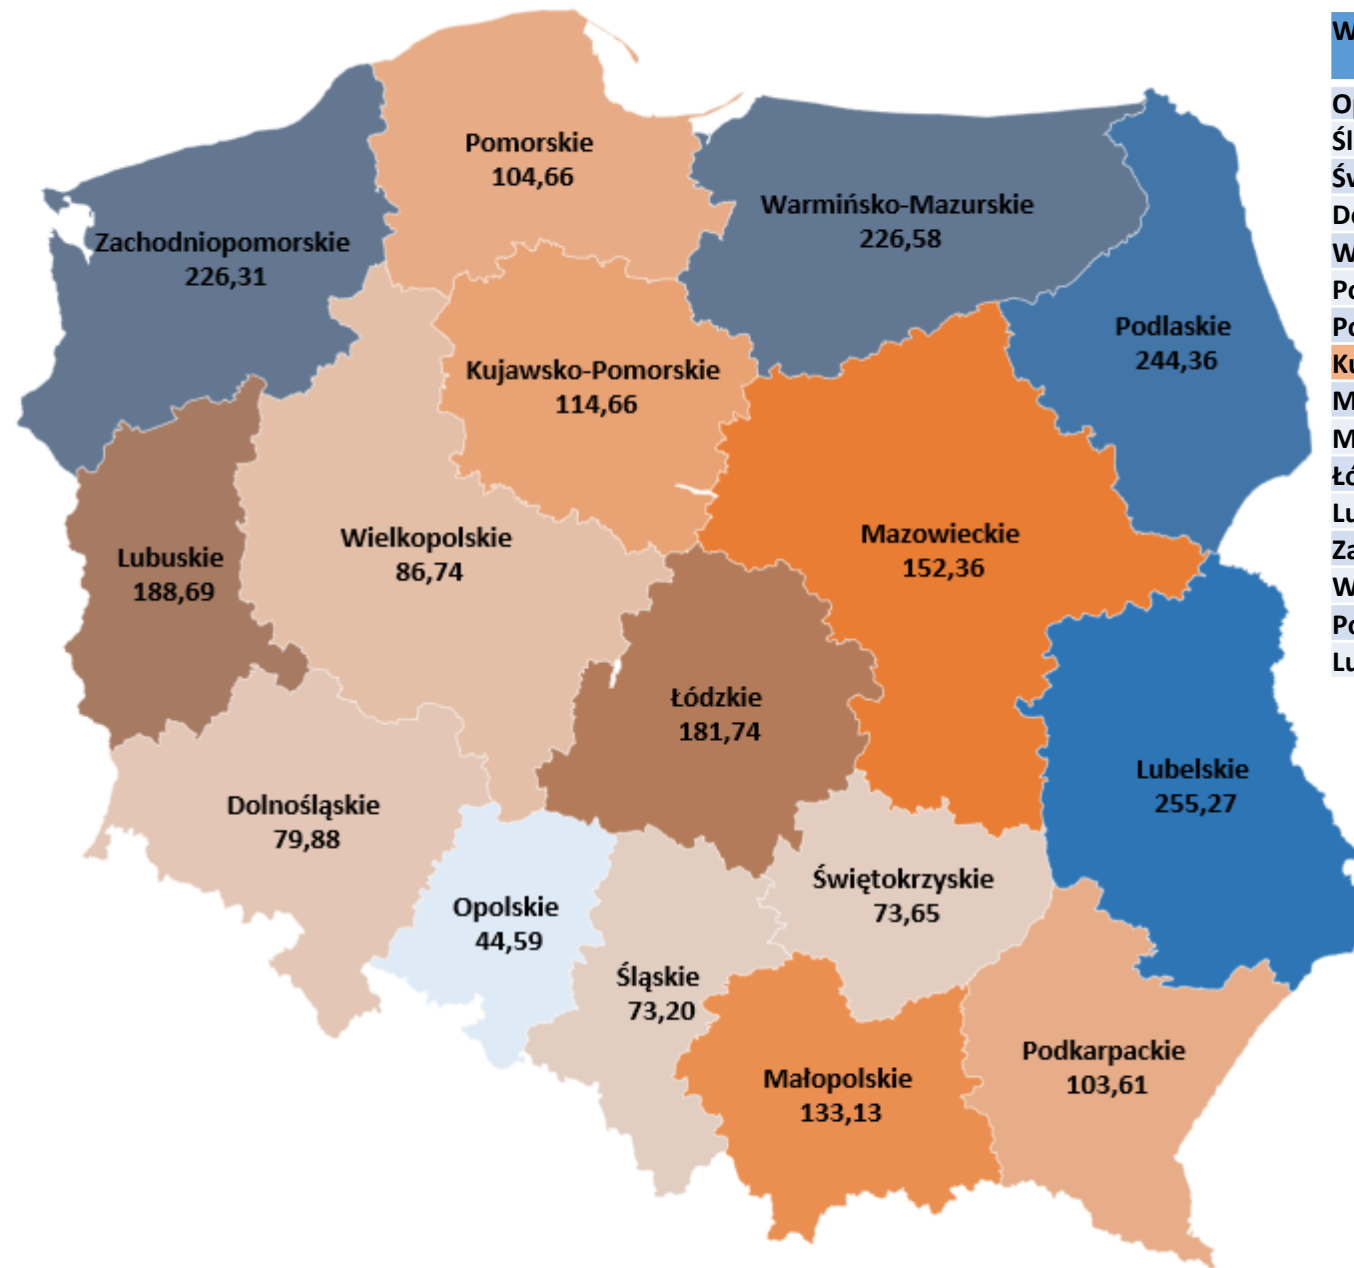 Pomorskie
104,66
Warmińsko-Mazurskie
226,58
Zachodniopomorskie
226,31
Podlaskie
244,36
Kujawsko-Pomorskie
114,66
Mazowieckie
152,36
Wielkopolskie
86,74
Lubuskie
188,69
Łódzkie
181,74
Lubelskie
255,27
Dolnośląskie
79,88
Świętokrzyskie
73,65
Opolskie
44,59
Śląskie
73,20
Podkarpackie
103,61
Małopolskie
133,13